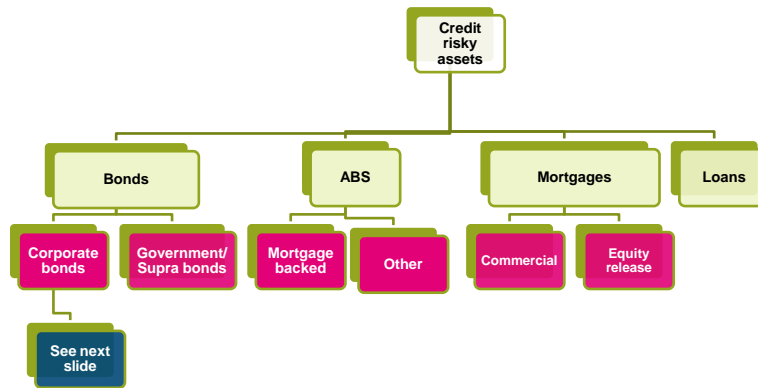 Credit
risky
assets
Bonds
ABS
Mortgages
Loans
Corporate
bonds
Government/
Supra bonds
Mortgage
backed
Other
Commercial
Equity
release
See next
slide